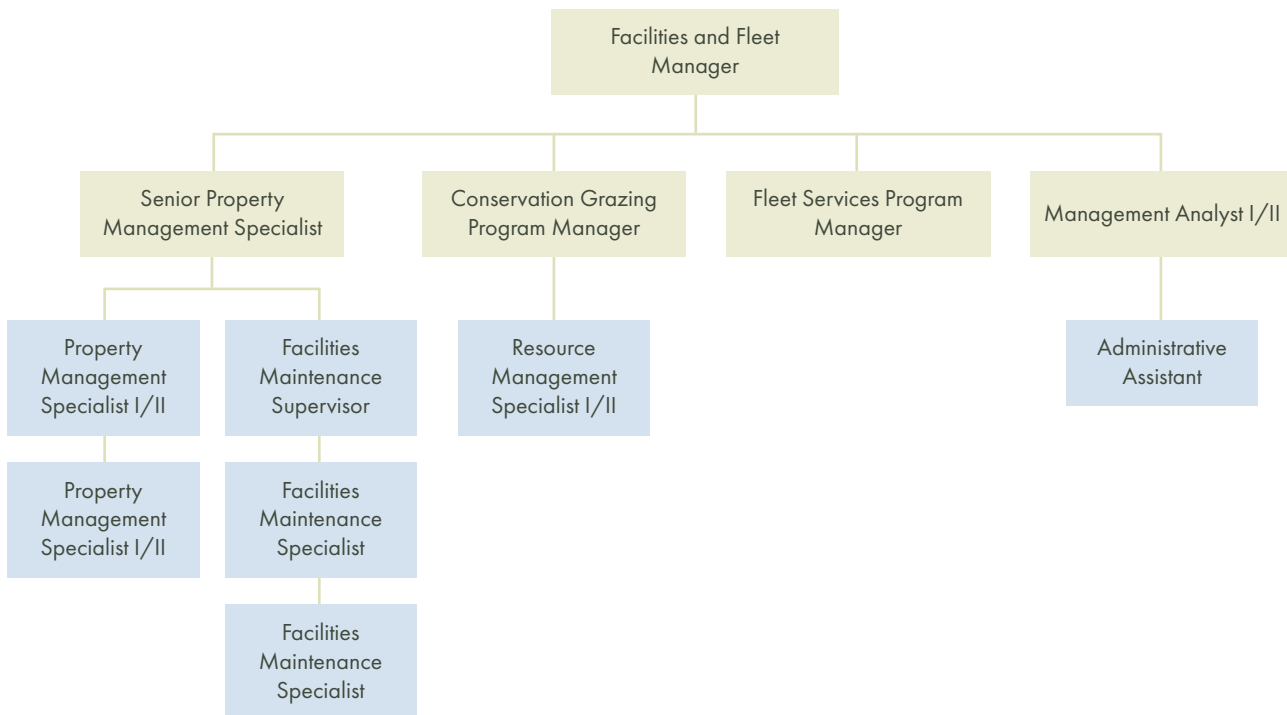 Facilities and Fleet
Manager
Senior Property
Management Specialist
Conservation Grazing
Program Manager
Fleet Services Program
Manager
Management Analyst I/II
Property
Management
Specialist I/II
Facilities
Maintenance
Supervisor
Resource
Management
Specialist I/II
Administrative
Assistant
Property
Management
Specialist I/II
Facilities
Maintenance
Specialist
Facilities
Maintenance
Specialist